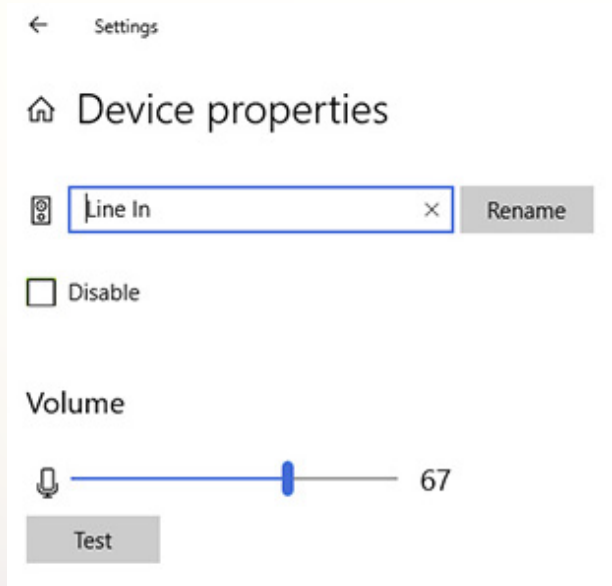 Settings
Device properties
Line In
Rename
Disable
Volume
67
Test